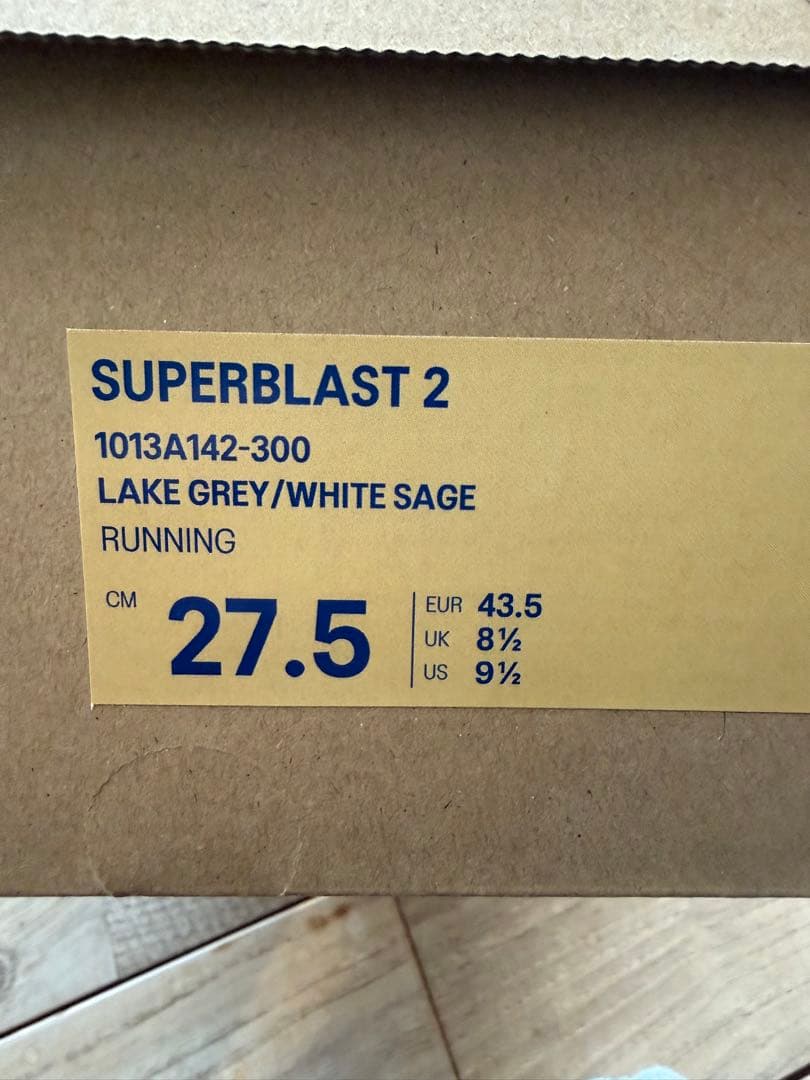 SUPERBLAST 2
1013A142-300
LAKE GREY/WHITE SAGE
RUNNING
CM 27.5
EUR 43.5
UK 8½
US 9½